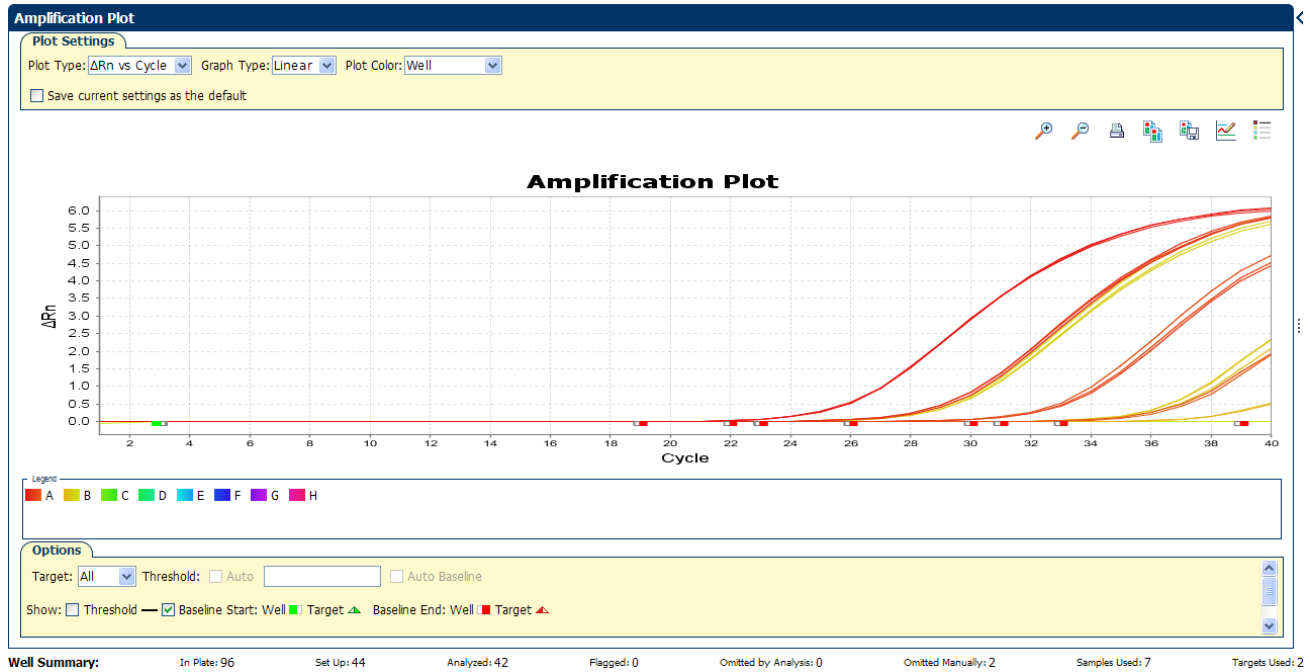 Amplification Plot
Plot Settings
Plot Type: ΔRn vs Cycle Graph Type: Linear Plot Color: Well
Save current settings as the default
Amplification Plot
6.0
5.5
5.0
4.5
4.0
3.5
3.0
2.5
2.0
1.5
1.0
0.5
0.0
ΔRn
2 4 6 8 10 12 14 16 18 20 22 24 26 28 30 32 34 36 38 40
Cycle
Legend
A B C D E F G H
Options
Target: All Threshold: Auto Auto Baseline
Show: Threshold Baseline Start: Well Target Baseline End: Well Target
Well Summary: In Plate: 96 Set Up: 44 Analyzed: 42 Flagged: 0 Omitted by Analysis: 0 Omitted Manually: 2 Samples Used: 7 Targets Used: 2